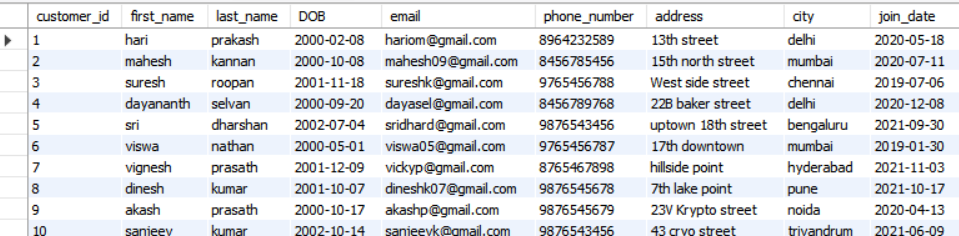 customer_id first_name last_name DOB email phone_number address city join_date
1 hari prakash 2000-02-08 hariom@gmail.com 8964232589 13th street delhi 2020-05-18
2 mahesh kannan 2000-10-08 mahesh09@gmail.com 8456785456 15th north street mumbai 2020-07-11
3 suresh roopan 2001-11-18 sureshk@gmail.com 9765456788 West side street chennai 2019-07-06
4 dayananth selvan 2000-09-20 dayasel@gmail.com 8456789768 22B baker street delhi 2020-12-08
5 sri dharshan 2002-07-04 sridhard@gmail.com 9876543456 uptown 18th street bengaluru 2021-09-30
6 viswa nathan 2000-05-01 viswa05@gmail.com 9765456787 17th downtown mumbai 2019-01-30
7 vignesh prasath 2001-12-09 vickyp@gmail.com 8765467898 hillside point hyderabad 2021-11-03
8 dinesh kumar 2001-10-07 dineshk07@gmail.com 9876545678 7th lake point pune 2021-10-17
9 akash prasath 2000-10-17 akashp@gmail.com 9876545679 23V Krypto street noida 2020-04-13
10 sanjeev kumar 2002-10-14 sanjeevk@gmail.com 9876543456 43 cryo street trivandrum 2021-06-09